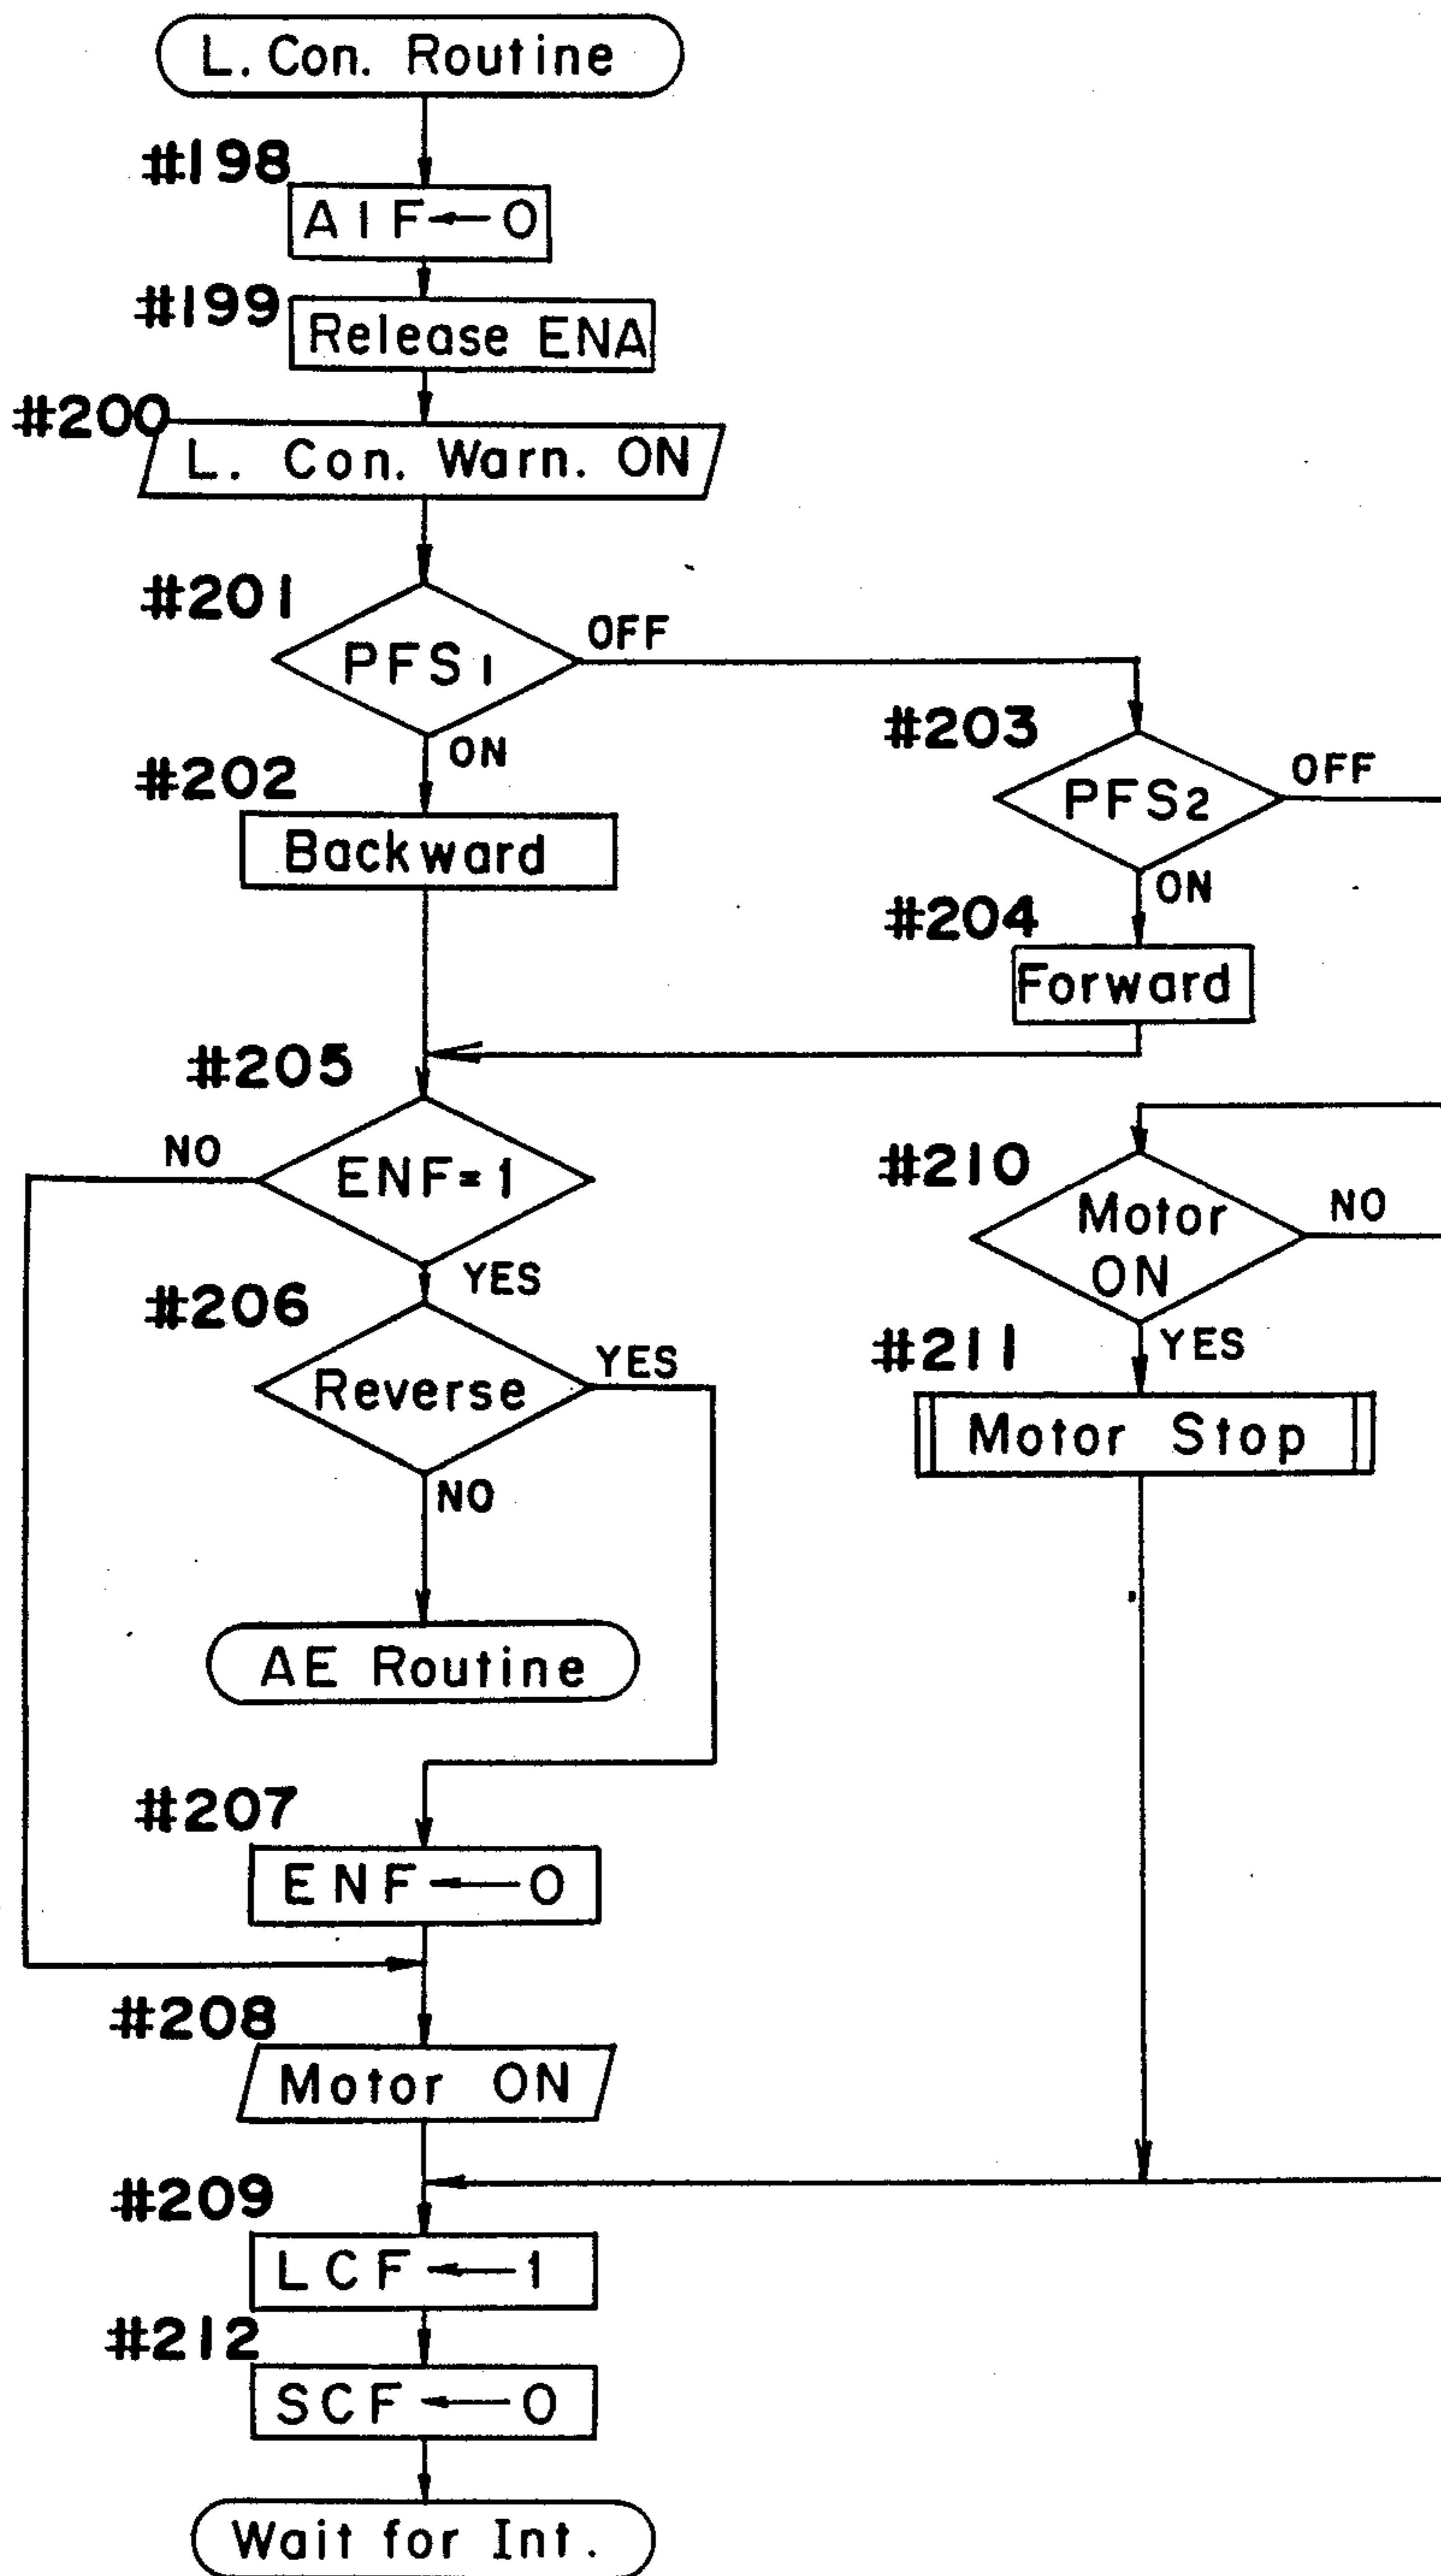 L. Con. Routine
#198
AIF←0
#199
Release ENA
#200
L. Con. Warn. ON
#201
PFS1
OFF
ON
#202
Backward
#203
PFS2
OFF
ON
#204
Forward
#205
NO
ENF=1
YES
#206
Reverse
YES
NO
AE Routine
#210
Motor
ON
NO
YES
#211
Motor Stop
#207
ENF←0
#208
Motor ON
#209
LCF←1
#212
SCF←0
Wait for Int.